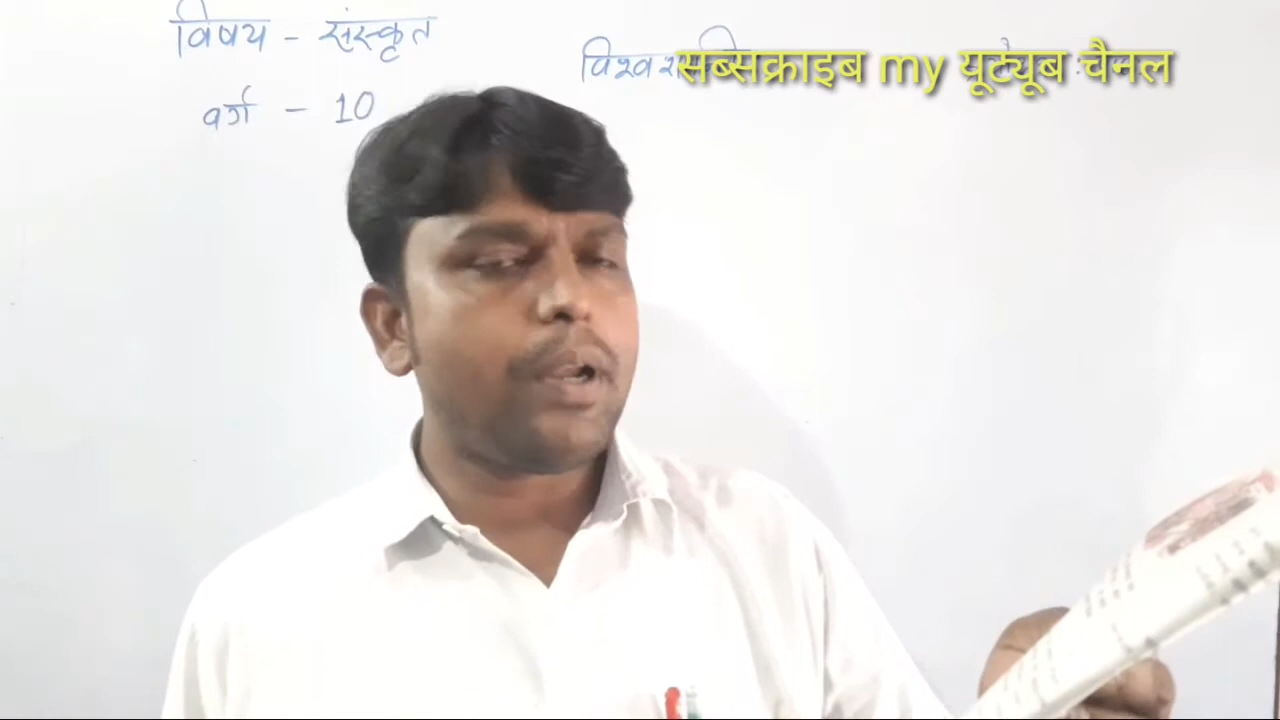 विषय - संस्कृत
वर्ग - 10
सब्सक्राइब my यूट्यूब चैनल